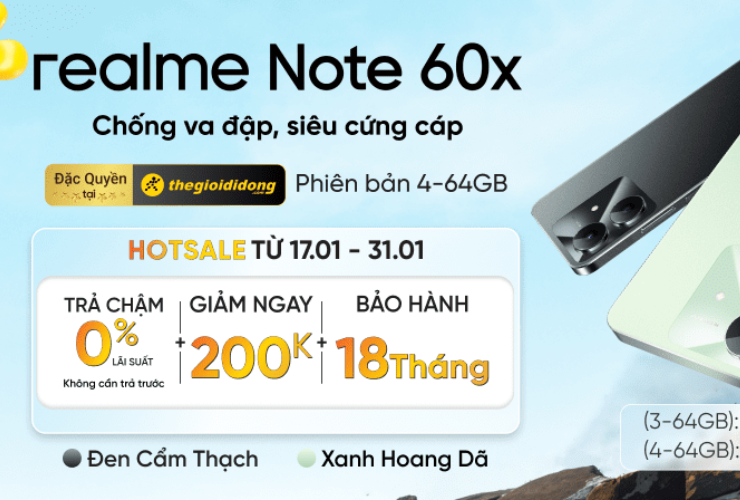 realme Note 60x
Chống va đập, siêu cứng cáp
Đặc Quyền
tại
thegioididong
.com
Phiên bản 4-64GB
HOTSALE TỪ 17.01 - 31.01
TRẢ CHẬM
0%
LÃI SUẤT
Không cần trả trước
+
GIẢM NGAY
200K
+
BẢO HÀNH
18Tháng
Đen Cẩm Thạch
Xanh Hoang Dã
(3-64GB):
(4-64GB):